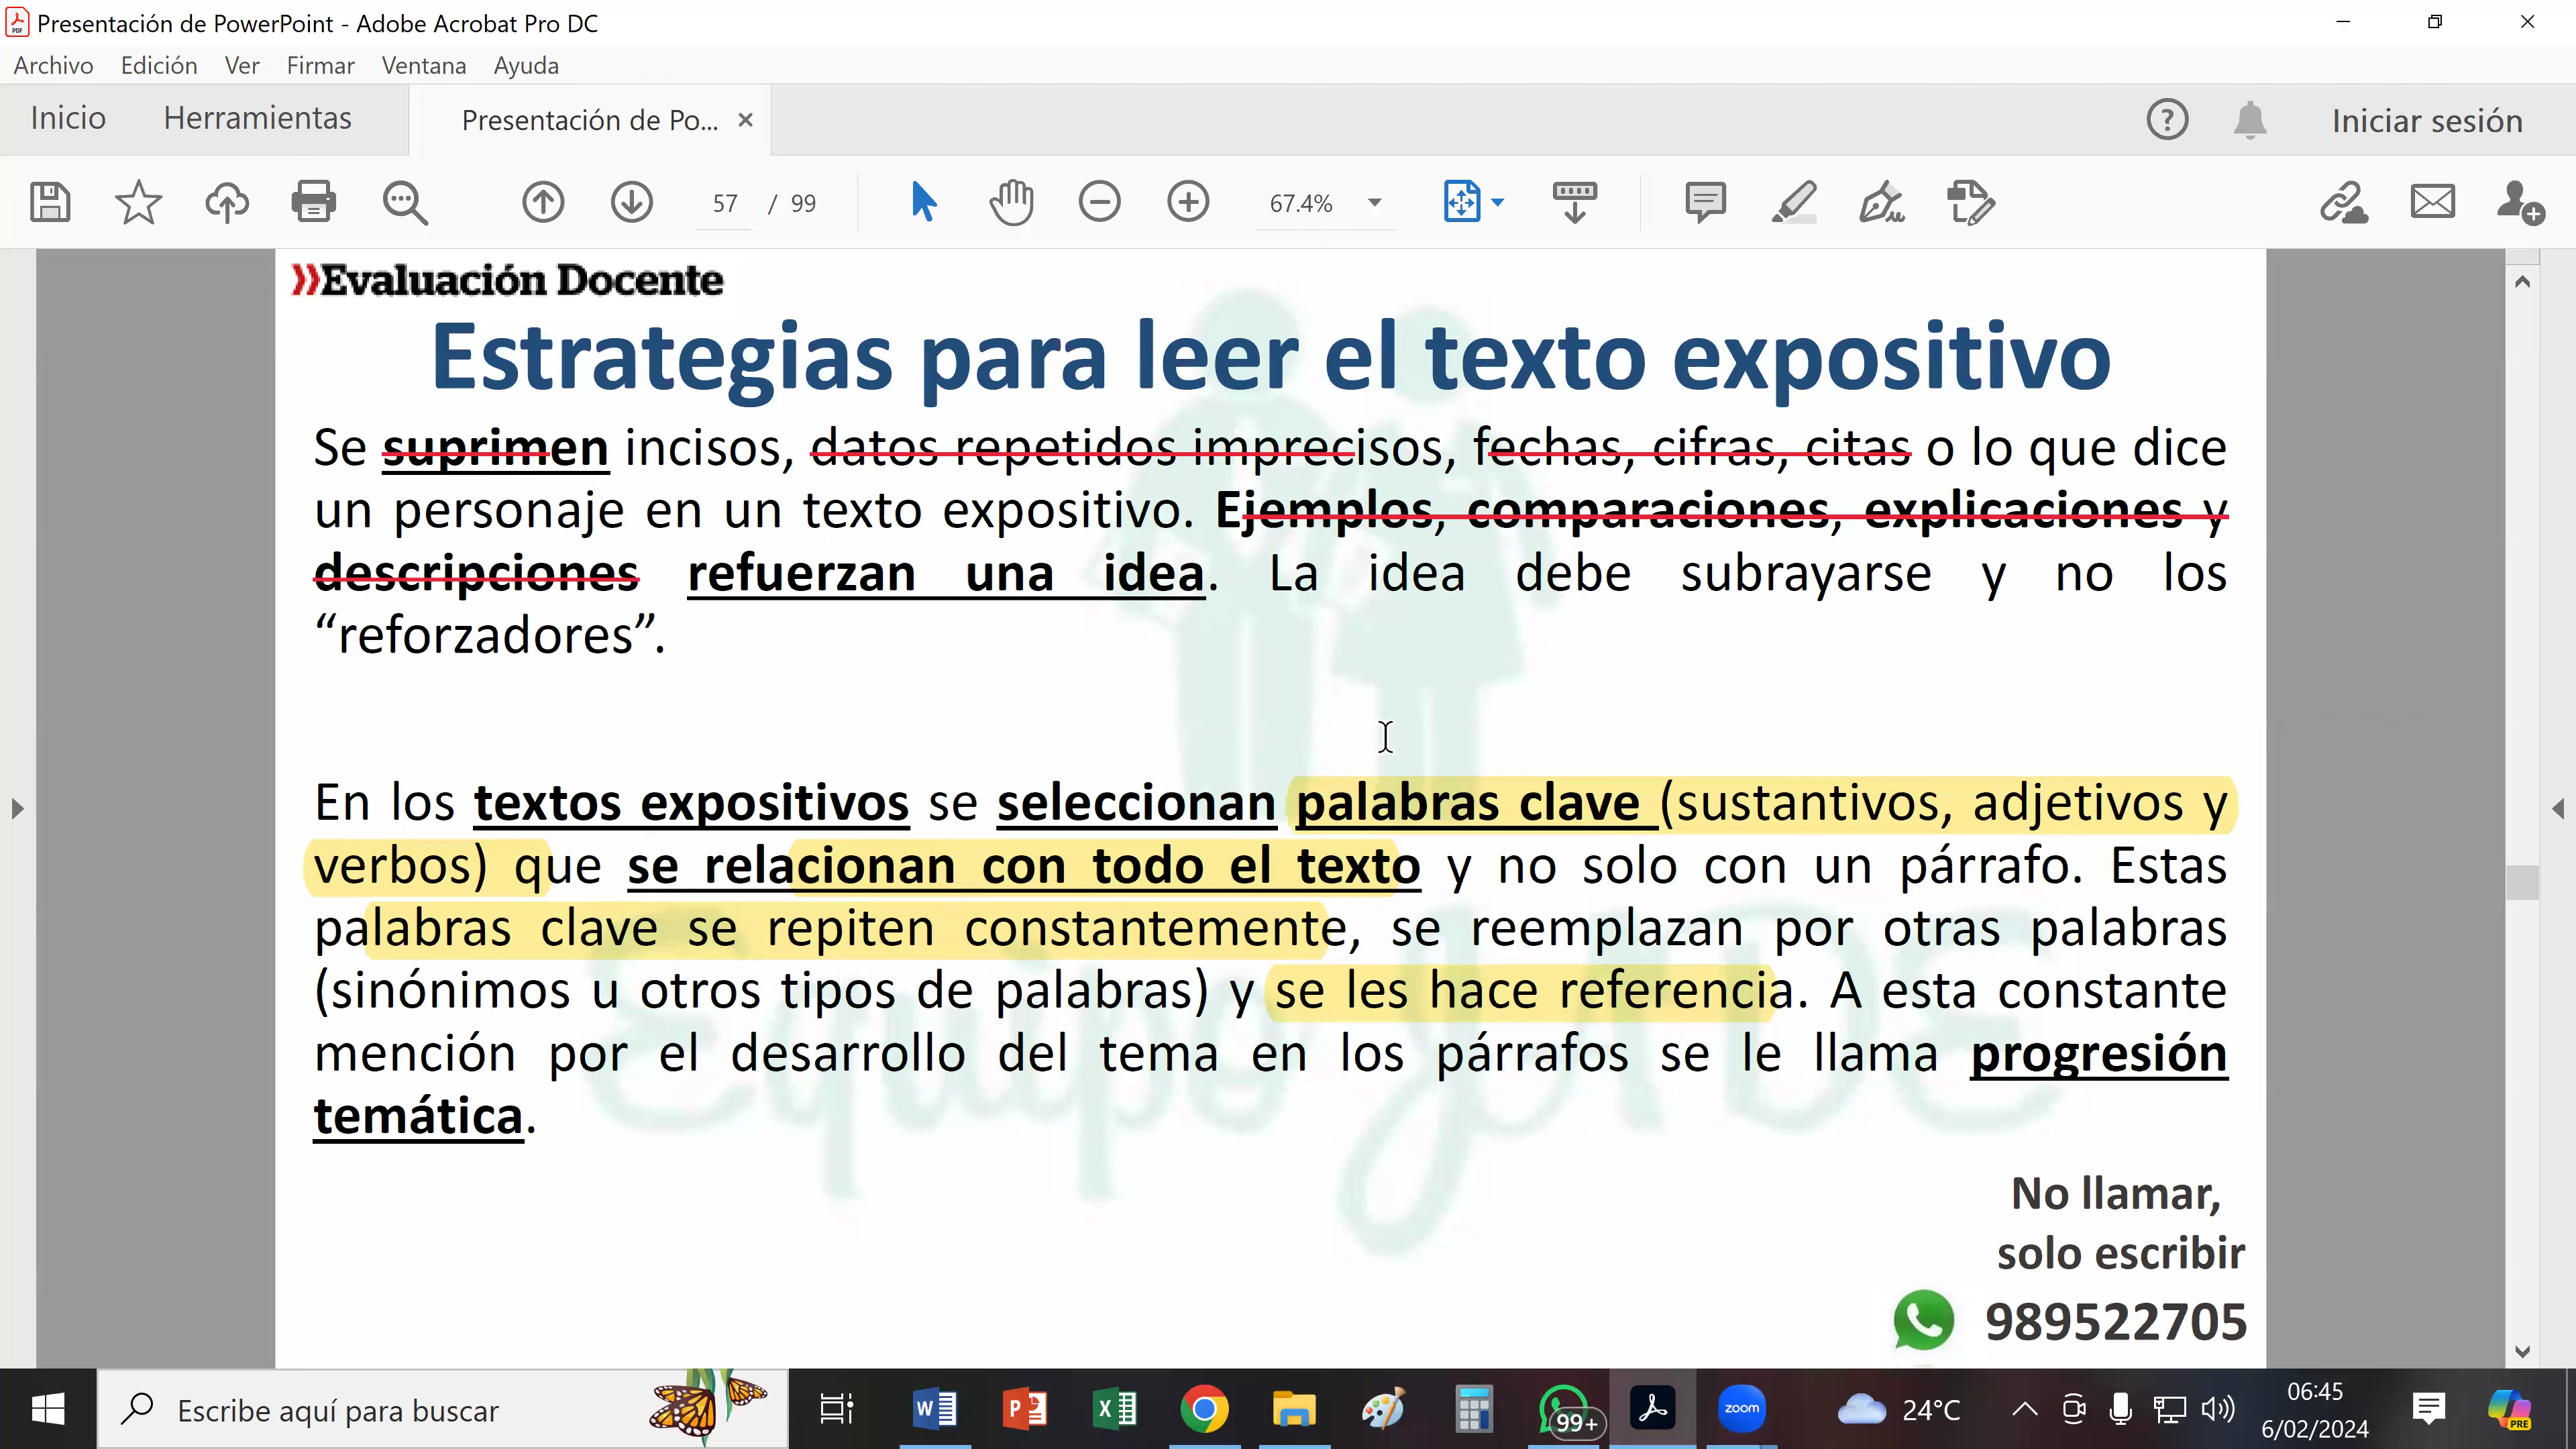 Presentación de PowerPoint - Adobe Acrobat Pro DC
Archivo Edición Ver Firmar Ventana Ayuda
Inicio Herramientas Presentación de Po... Iniciar sesión
57 / 99 67.4%
Evaluación Docente
Estrategias para leer el texto expositivo
Se suprimen incisos, datos repetidos imprecisos, fechas, cifras, citas o lo que dice
un personaje en un texto expositivo. Ejemplos, comparaciones, explicaciones y
descripciones refuerzan una idea. La idea debe subrayarse y no los
“reforzadores”.
En los textos expositivos se seleccionan palabras clave (sustantivos, adjetivos y
verbos) que se relacionan con todo el texto y no solo con un párrafo. Estas
palabras clave se repiten constantemente, se reemplazan por otras palabras
(sinónimos u otros tipos de palabras) y se les hace referencia. A esta constante
mención por el desarrollo del tema en los párrafos se le llama progresión
temática.
Equipo JADE
No llamar,
solo escribir
989522705
Escribe aquí para buscar
99+
zoom
24°C
06:45
6/02/2024
PRE